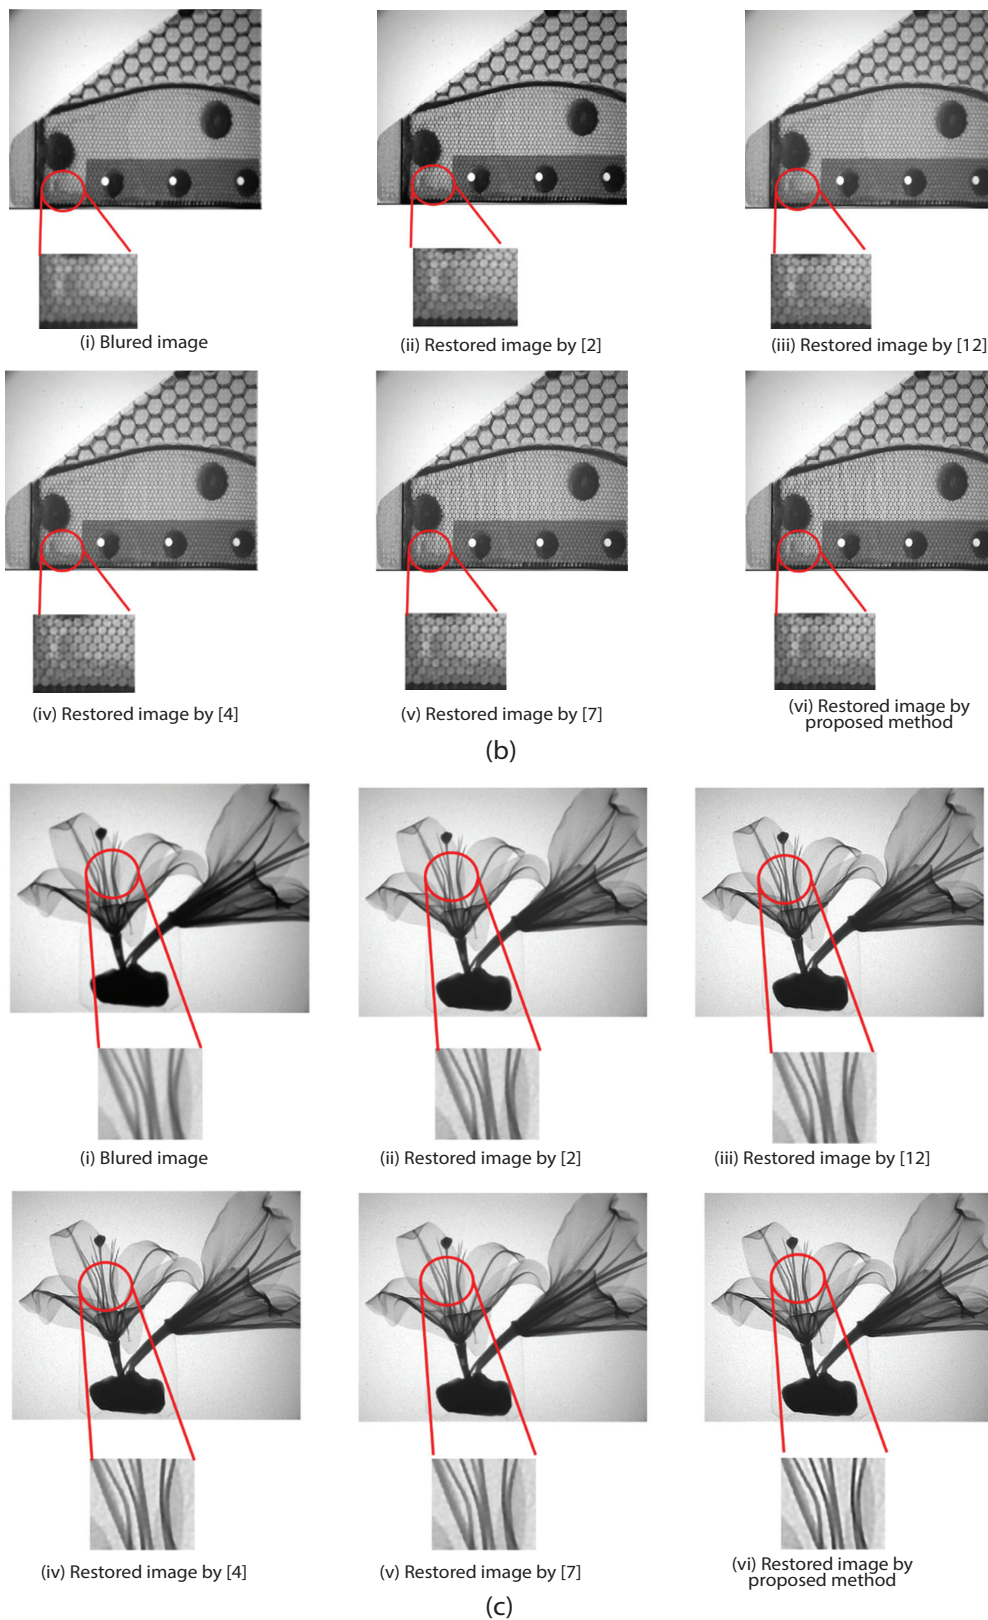 (i) Blured image
(ii) Restored image by [2]
(iii) Restored image by [12]
(iv) Restored image by [4]
(v) Restored image by [7]
(vi) Restored image by
proposed method
(b)
(i) Blured image
(ii) Restored image by [2]
(iii) Restored image by [12]
(iv) Restored image by [4]
(v) Restored image by [7]
(vi) Restored image by
proposed method
(c)